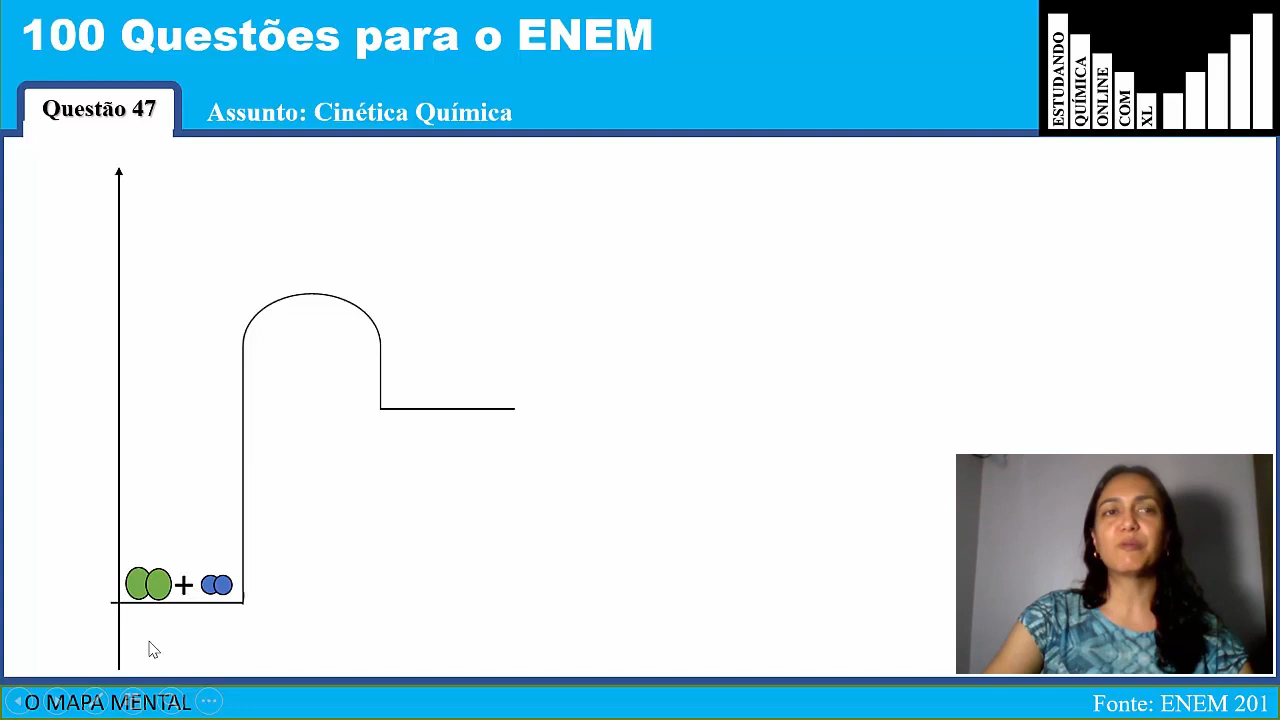 100 Questões para o ENEM
Questão 47
Assunto: Cinética Química
ESTUDANDO
QUÍMICA
ONLINE
COM
XL
+
O MAPA MENTAL
Fonte: ENEM 201